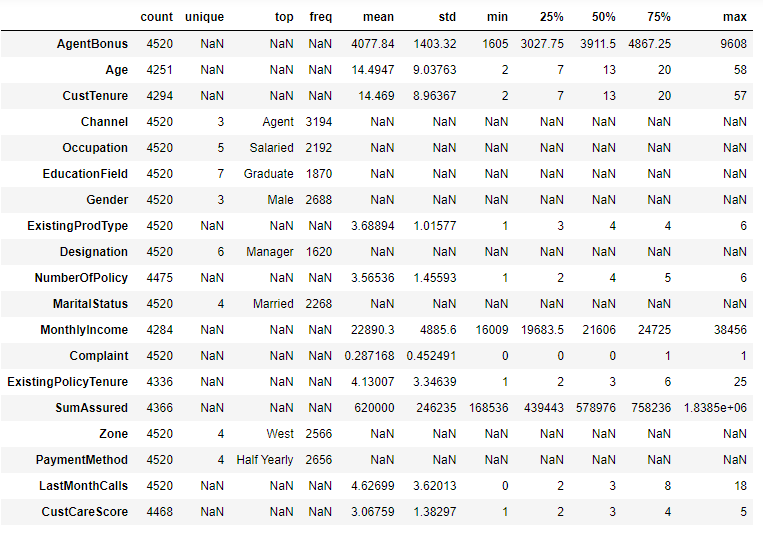 count unique top freq mean std min 25% 50% 75% max
AgentBonus 4520 NaN NaN NaN 4077.84 1403.32 1605 3027.75 3911.5 4867.25 9608
Age 4251 NaN NaN NaN 14.4947 9.03763 2 7 13 20 58
CustTenure 4294 NaN NaN NaN 14.469 8.96367 2 7 13 20 57
Channel 4520 3 Agent 3194 NaN NaN NaN NaN NaN NaN NaN
Occupation 4520 5 Salaried 2192 NaN NaN NaN NaN NaN NaN NaN
EducationField 4520 7 Graduate 1870 NaN NaN NaN NaN NaN NaN NaN
Gender 4520 3 Male 2688 NaN NaN NaN NaN NaN NaN NaN
ExistingProdType 4520 NaN NaN NaN 3.68894 1.01577 1 3 4 4 6
Designation 4520 6 Manager 1620 NaN NaN NaN NaN NaN NaN NaN
NumberOfPolicy 4475 NaN NaN NaN 3.56536 1.45593 1 2 4 5 6
MaritalStatus 4520 4 Married 2268 NaN NaN NaN NaN NaN NaN NaN
MonthlyIncome 4284 NaN NaN NaN 22890.3 4885.6 16009 19683.5 21606 24725 38456
Complaint 4520 NaN NaN NaN 0.287168 0.452491 0 0 0 1 1
ExistingPolicyTenure 4336 NaN NaN NaN 4.13007 3.34639 1 2 3 6 25
SumAssured 4366 NaN NaN NaN 620000 246235 168536 439443 578976 758236 1.8385e+06
Zone 4520 4 West 2566 NaN NaN NaN NaN NaN NaN NaN
PaymentMethod 4520 4 Half Yearly 2656 NaN NaN NaN NaN NaN NaN NaN
LastMonthCalls 4520 NaN NaN NaN 4.62699 3.62013 0 2 3 8 18
CustCareScore 4468 NaN NaN NaN 3.06759 1.38297 1 2 3 4 5